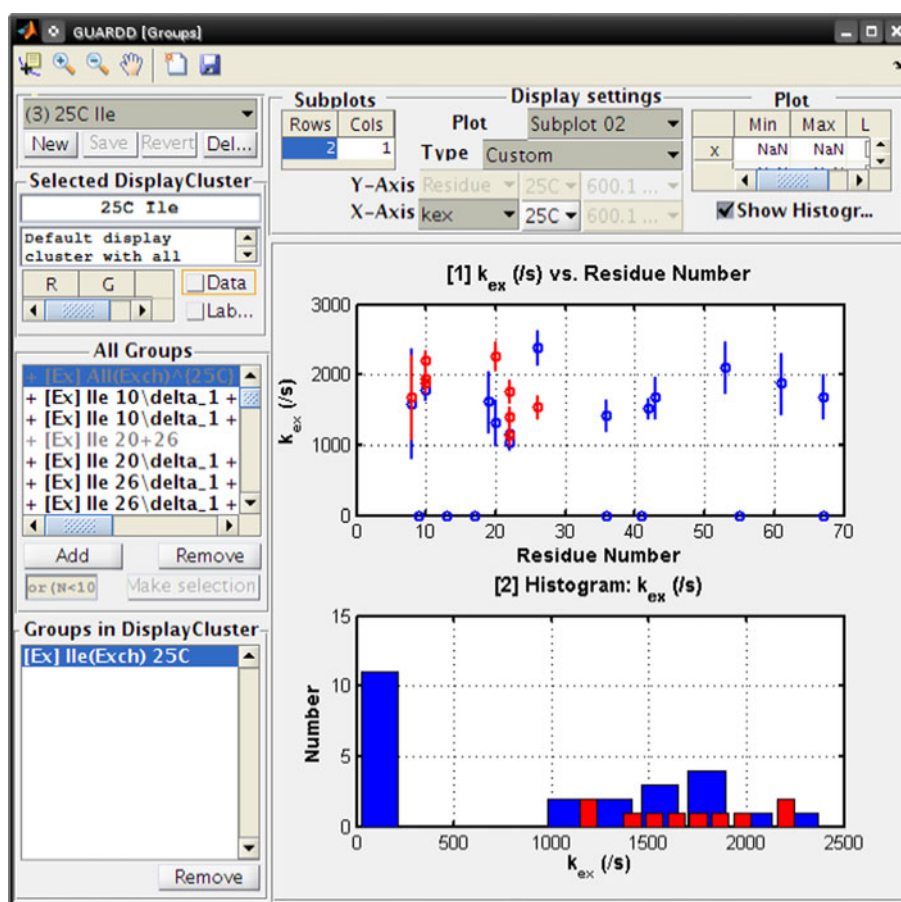 GUARDD [Groups]
(3) 25C Ile
New Save Revert Del...
Selected DisplayCluster
25C Ile
Default display
cluster with all
R G
Data
Lab...
All Groups
+ [Ex] All(Exch)^{25C}
+ [Ex] Ile 10\delta_1 +
+ [Ex] Ile 10\delta_1 +
+ [Ex] Ile 20+26
+ [Ex] Ile 20\delta_1 +
+ [Ex] Ile 26\delta_1 +
+ [Ex] Ile 26\delta_1 +
Add Remove
or(N<10 Make selection
Groups in DisplayCluster
[Ex] Ile(Exch) 25C
Remove
Subplots
Rows Cols
2 1
Display settings
Plot Subplot 02
Type Custom
Y-Axis Residue 25C 600.1 ...
X-Axis kex 25C 600.1 ...
Plot
Min Max L
x NaN NaN [
Show Histogr...
[1] k_ex (/s) vs. Residue Number
3000
2000
1000
0
k_ex (/s)
0 10 20 30 40 50 60 70
Residue Number
[2] Histogram: k_ex (/s)
15
10
5
0
Number
0 500 1000 1500 2000 2500
k_ex (/s)